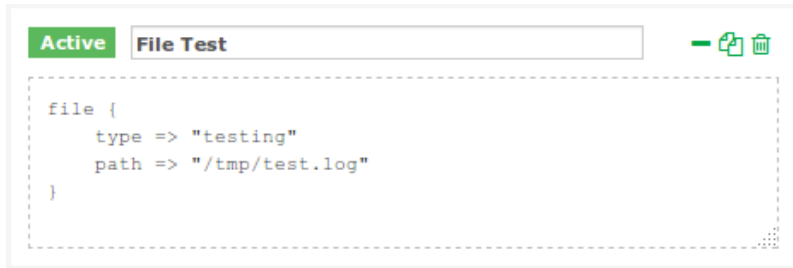 Active File Test
file {
    type => "testing"
    path => "/tmp/test.log"
}